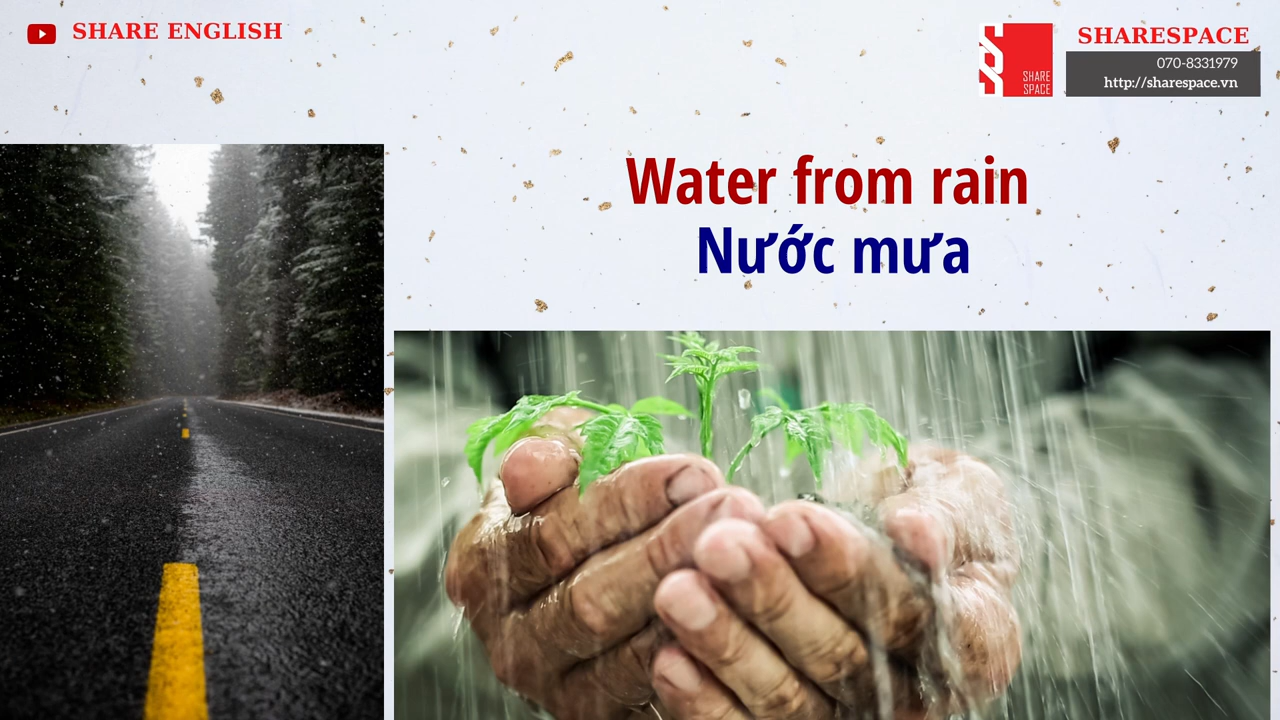 SHARE ENGLISH
SHARE
SPACE
SHARESPACE
070-8331979
http://sharespace.vn
Water from rain
Nước mưa